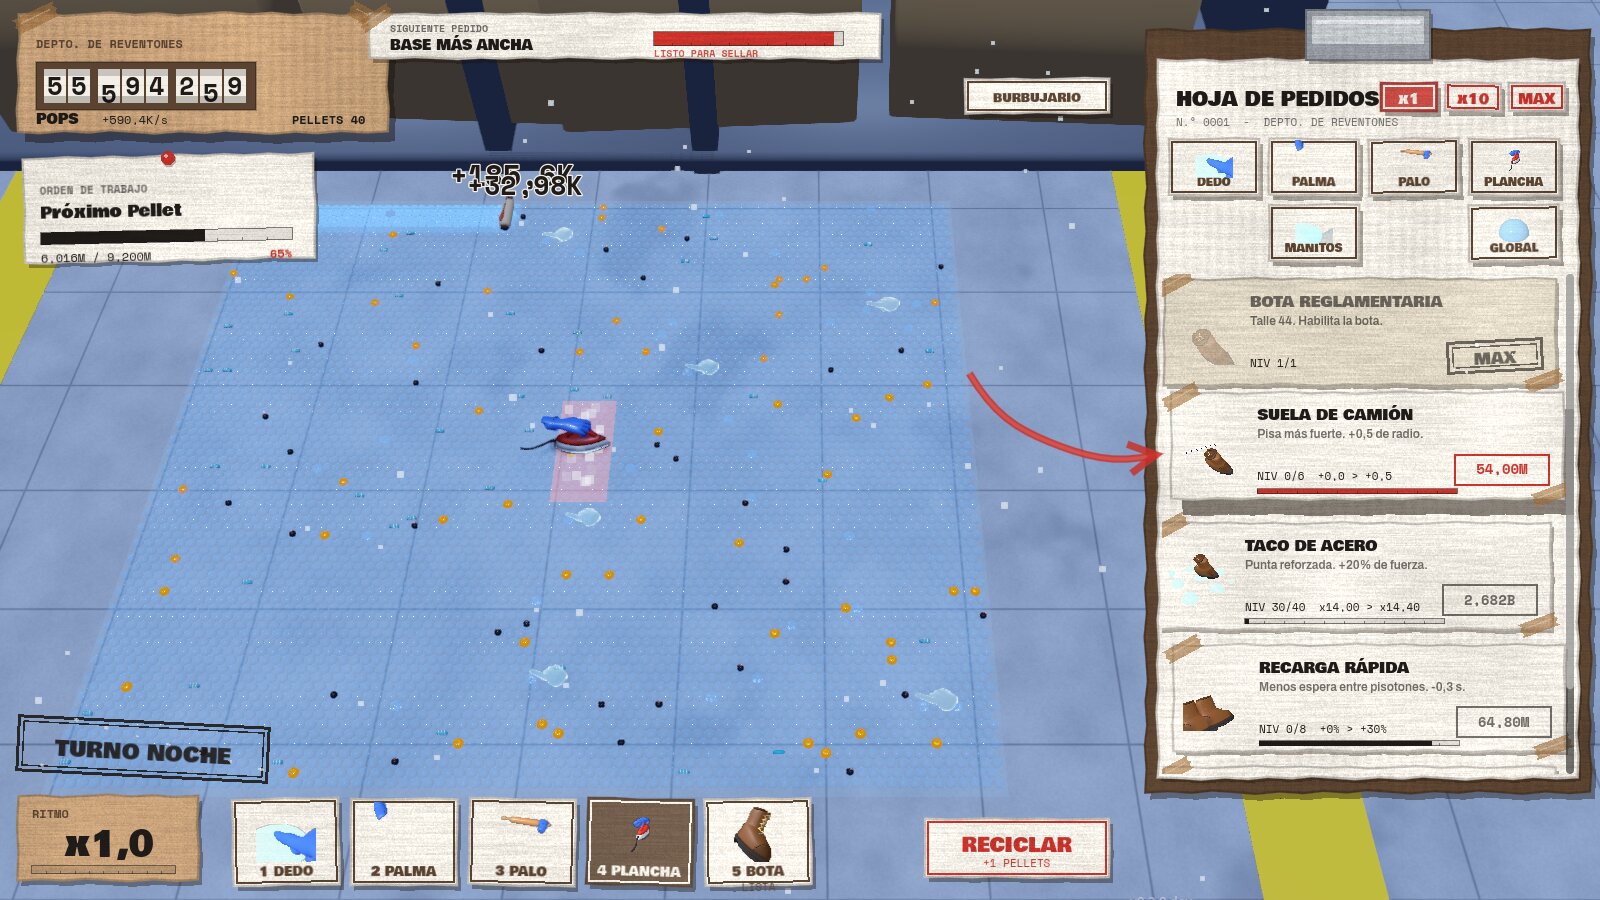 DEPTO. DE REVENTONES
55 594 259
POPS +590.4K/s PELLETS 40
SIGUIENTE PEDIDO
BASE MÁS ANCHA
LISTO PARA SELLAR
BURBUJARIO
ORDEN DE TRABAJO
Próximo Pellet
6.016M / 9.200M 65%
+32,98K
HOJA DE PEDIDOS x1 x10 MAX
N.° 0001 - DEPTO. DE REVENTONES
DEDO PALMA PALO PLANCHA
MANITOS GLOBAL
BOTA REGLAMENTARIA
Talle 44. Habilita la bota.
NIV 1/1 MAX
SUELA DE CAMIÓN
Pisa más fuerte. +0,5 de radio.
NIV 0/6 +0,0 > +0,5 54,00M
TACO DE ACERO
Punta reforzada. +20% de fuerza.
NIV 30/40 x14,00 > x14,40 2,682B
RECARGA RÁPIDA
Menos espera entre pisotones. -0,3 s.
NIV 0/8 +0% > +30% 64,80M
TURNO NOCHE
RITMO
x1,0
1 DEDO 2 PALMA 3 PALO 4 PLANCHA 5 BOTA
LISTA
RECICLAR
+1 PELLETS